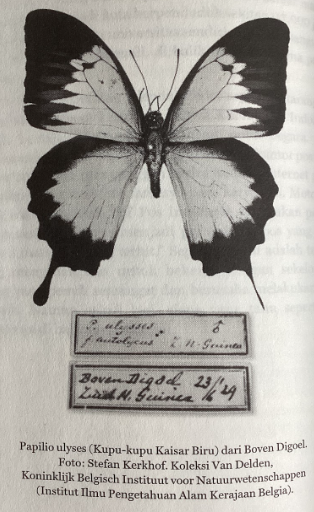 P. ulysses ♂
f. autolycus Z. N-Guinea
Boven Digoel 23/ '29
Zuid N. Guinea
Papilio ulyses (Kupu-kupu Kaisar Biru) dari Boven Digoel.
Foto: Stefan Kerkhof. Koleksi Van Delden,
Koninklijk Belgisch Instituut voor Natuurwetenschappen
(Institut Ilmu Pengetahuan Alam Kerajaan Belgia).